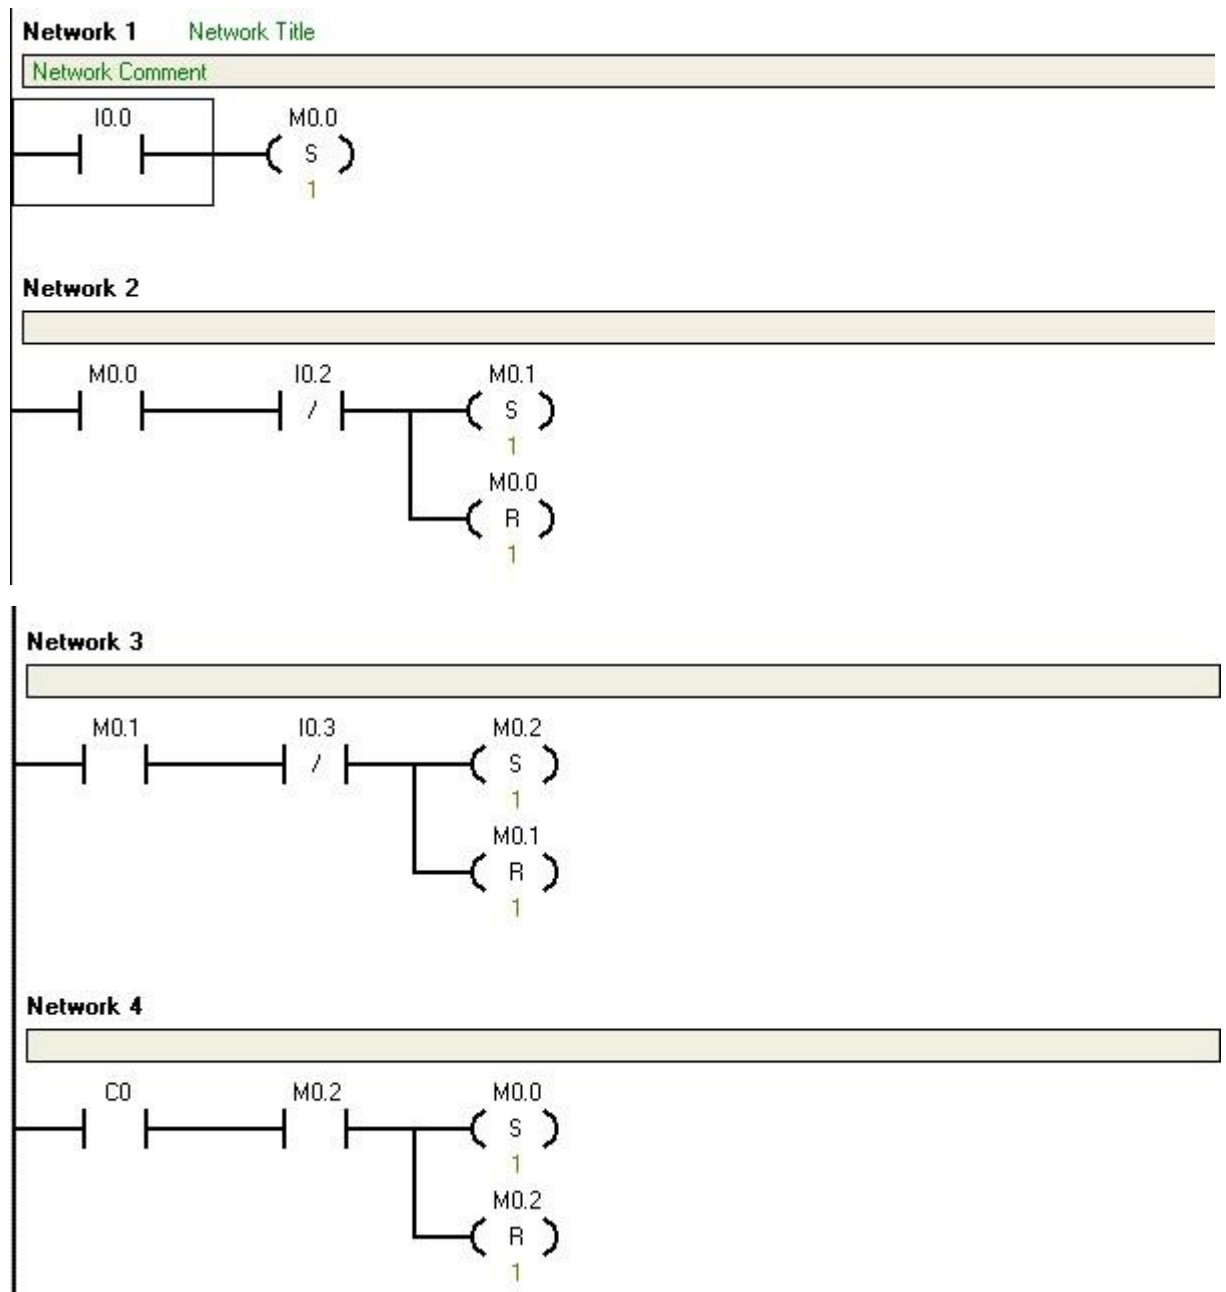 Network 1 Network Title
Network Comment
I0.0 M0.0
S
1
Network 2
M0.0 I0.2 M0.1
/ S
1
M0.0
R
1
Network 3
M0.1 I0.3 M0.2
/ S
1
M0.1
R
1
Network 4
C0 M0.2 M0.0
S
1
M0.2
R
1